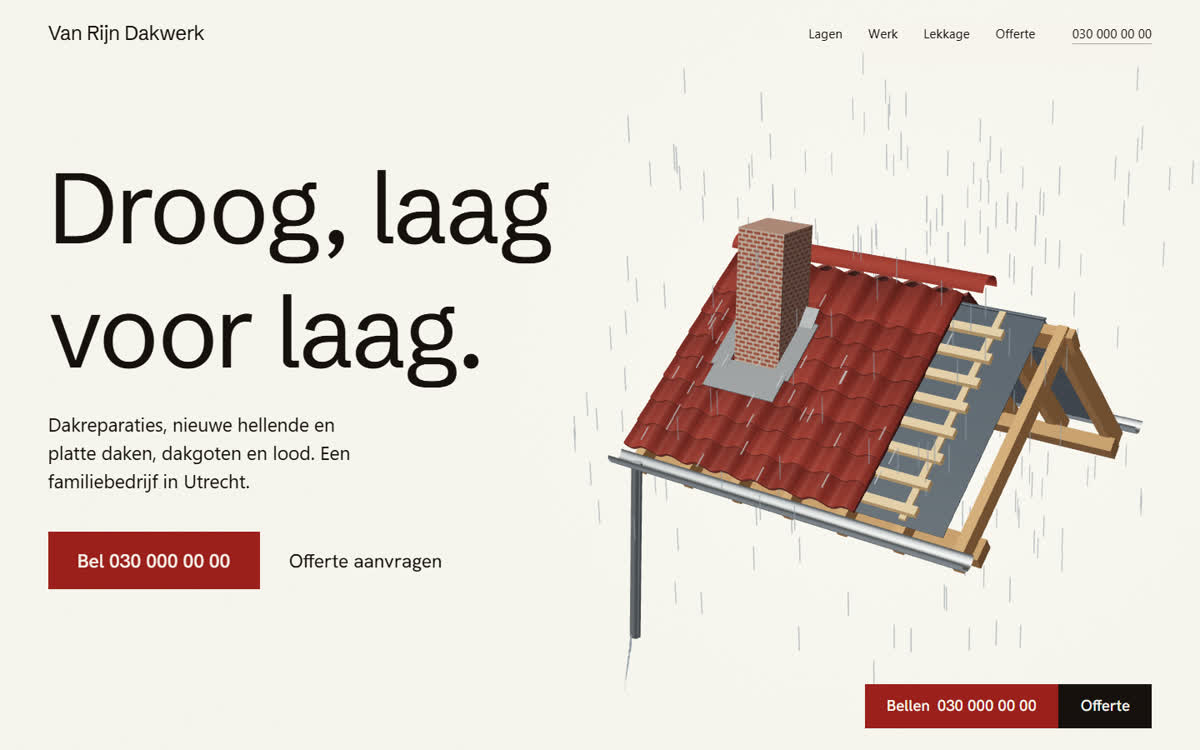 Van Rijn Dakwerk
Lagen Werk Lekkage Offerte 030 000 00 00
Droog, laag
voor laag.
Dakreparaties, nieuwe hellende en
platte daken, dakgoten en lood. Een
familiebedrijf in Utrecht.
Bel 030 000 00 00 Offerte aanvragen
Bellen 030 000 00 00 Offerte